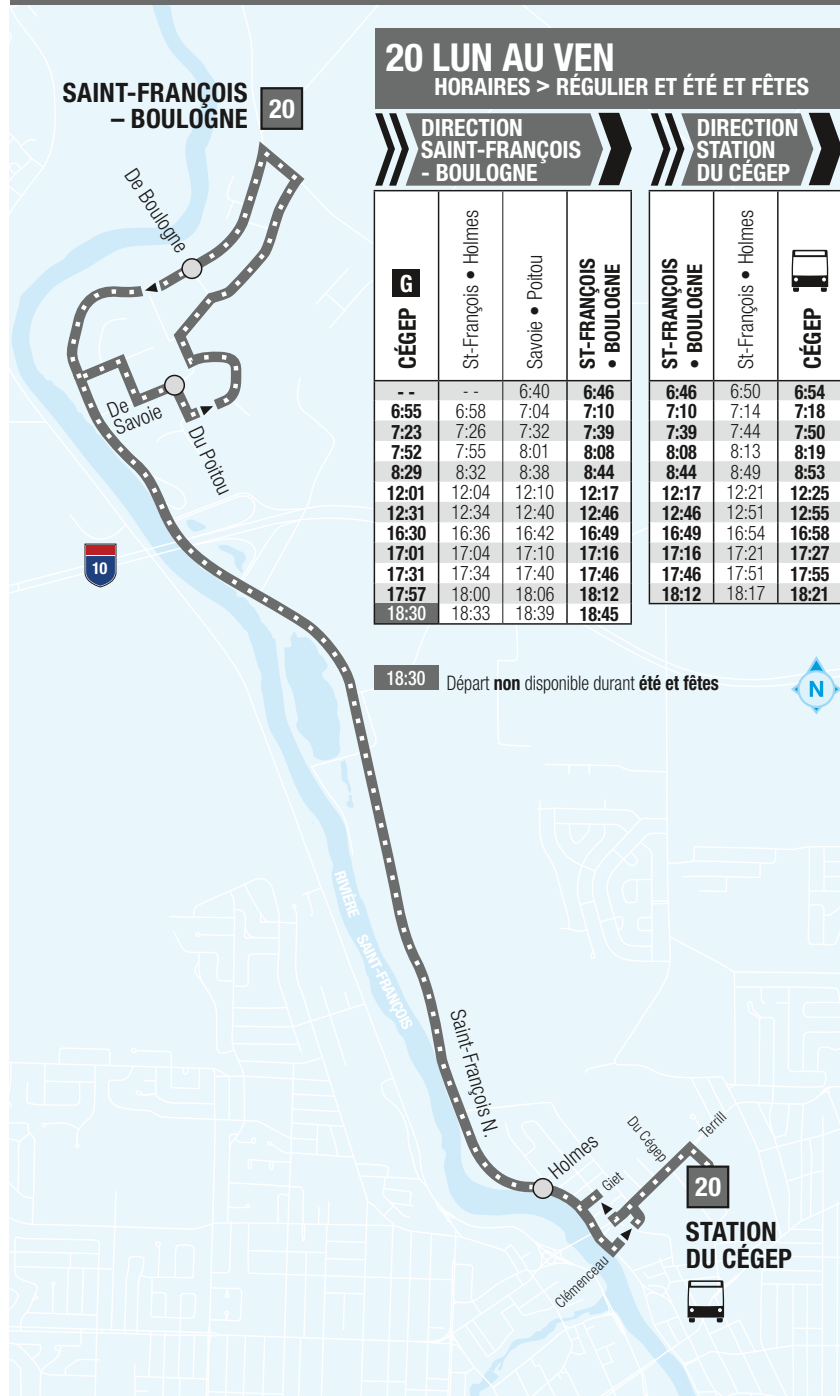 20 LUN AU VEN
HORAIRES > RÉGULIER ET ÉTÉ ET FÊTES
SAINT-FRANÇOIS
– BOULOGNE
20
DIRECTION
SAINT-FRANÇOIS
- BOULOGNE
CÉGEP G
St-François • Holmes
Savoie • Poitou
ST-FRANÇOIS
• BOULOGNE
- - - - 6:40 6:46
6:55 6:58 7:04 7:10
7:23 7:26 7:32 7:39
7:52 7:55 8:01 8:08
8:29 8:32 8:38 8:44
12:01 12:04 12:10 12:17
12:31 12:34 12:40 12:46
16:30 16:36 16:42 16:49
17:01 17:04 17:10 17:16
17:31 17:34 17:40 17:46
17:57 18:00 18:06 18:12
18:30 18:33 18:39 18:45
DIRECTION
STATION
DU CÉGEP
ST-FRANÇOIS
• BOULOGNE
St-François • Holmes
CÉGEP
6:46 6:50 6:54
7:10 7:14 7:18
7:39 7:44 7:50
8:08 8:13 8:19
8:44 8:49 8:53
12:17 12:21 12:25
12:46 12:51 12:55
16:49 16:54 16:58
17:16 17:21 17:27
17:46 17:51 17:55
18:12 18:17 18:21
18:30 Départ non disponible durant été et fêtes
N
De Boulogne
De
Savoie
Du Poitou
10
RIVIÈRE SAINT-FRANÇOIS
Saint-François N.
Holmes
Giet
Du Cégep
Terrill
Clémenceau
20
STATION
DU CÉGEP